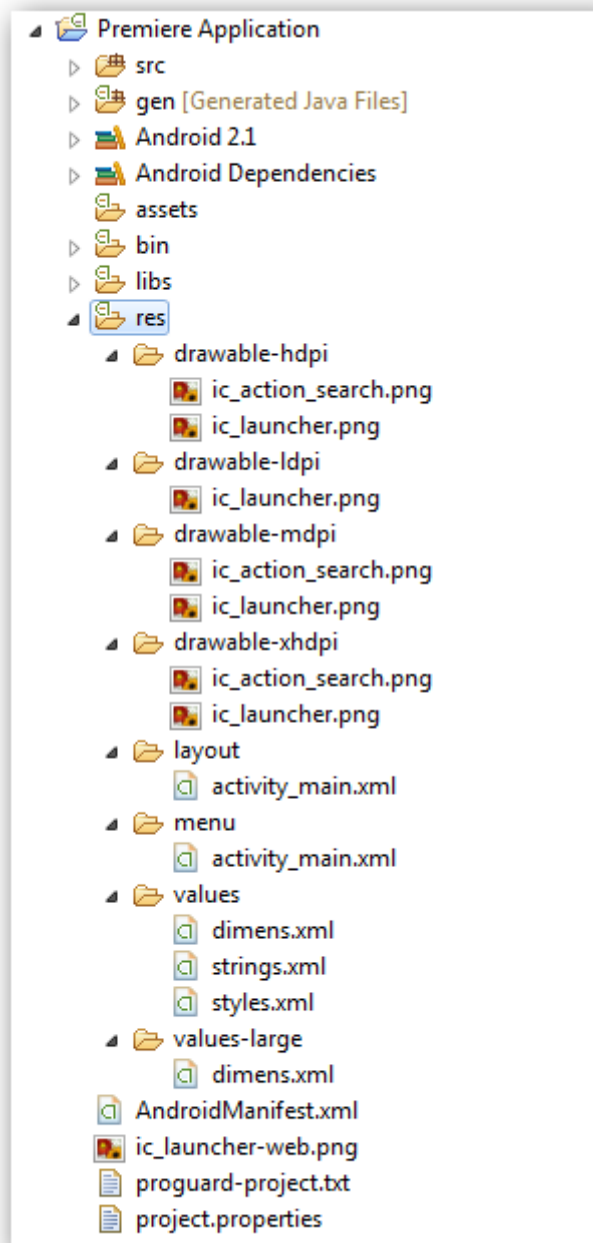 Premiere Application
src
gen [Generated Java Files]
Android 2.1
Android Dependencies
assets
bin
libs
res
drawable-hdpi
ic_action_search.png
ic_launcher.png
drawable-ldpi
ic_launcher.png
drawable-mdpi
ic_action_search.png
ic_launcher.png
drawable-xhdpi
ic_action_search.png
ic_launcher.png
layout
activity_main.xml
menu
activity_main.xml
values
dimens.xml
strings.xml
styles.xml
values-large
dimens.xml
AndroidManifest.xml
ic_launcher-web.png
proguard-project.txt
project.properties